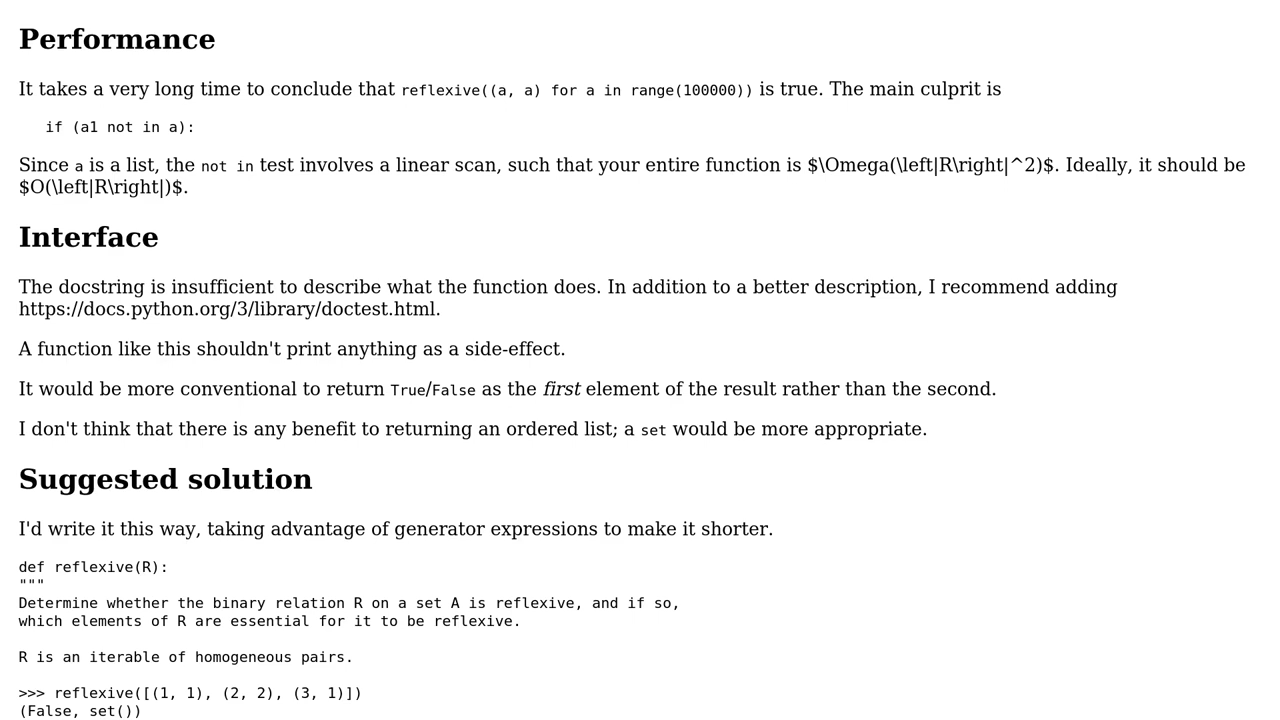 Performance
It takes a very long time to conclude that reflexive((a, a) for a in range(100000)) is true. The main culprit is
if (a1 not in a):
Since a is a list, the not in test involves a linear scan, such that your entire function is $\Omega(\left|R\right|^2)$. Ideally, it should be
$O(\left|R\right|)$.
Interface
The docstring is insufficient to describe what the function does. In addition to a better description, I recommend adding
https://docs.python.org/3/library/doctest.html.
A function like this shouldn't print anything as a side-effect.
It would be more conventional to return True/False as the first element of the result rather than the second.
I don't think that there is any benefit to returning an ordered list; a set would be more appropriate.
Suggested solution
I'd write it this way, taking advantage of generator expressions to make it shorter.
def reflexive(R):
"""
Determine whether the binary relation R on a set A is reflexive, and if so,
which elements of R are essential for it to be reflexive.
R is an iterable of homogeneous pairs.
>>> reflexive([(1, 1), (2, 2), (3, 1)])
(False, set())